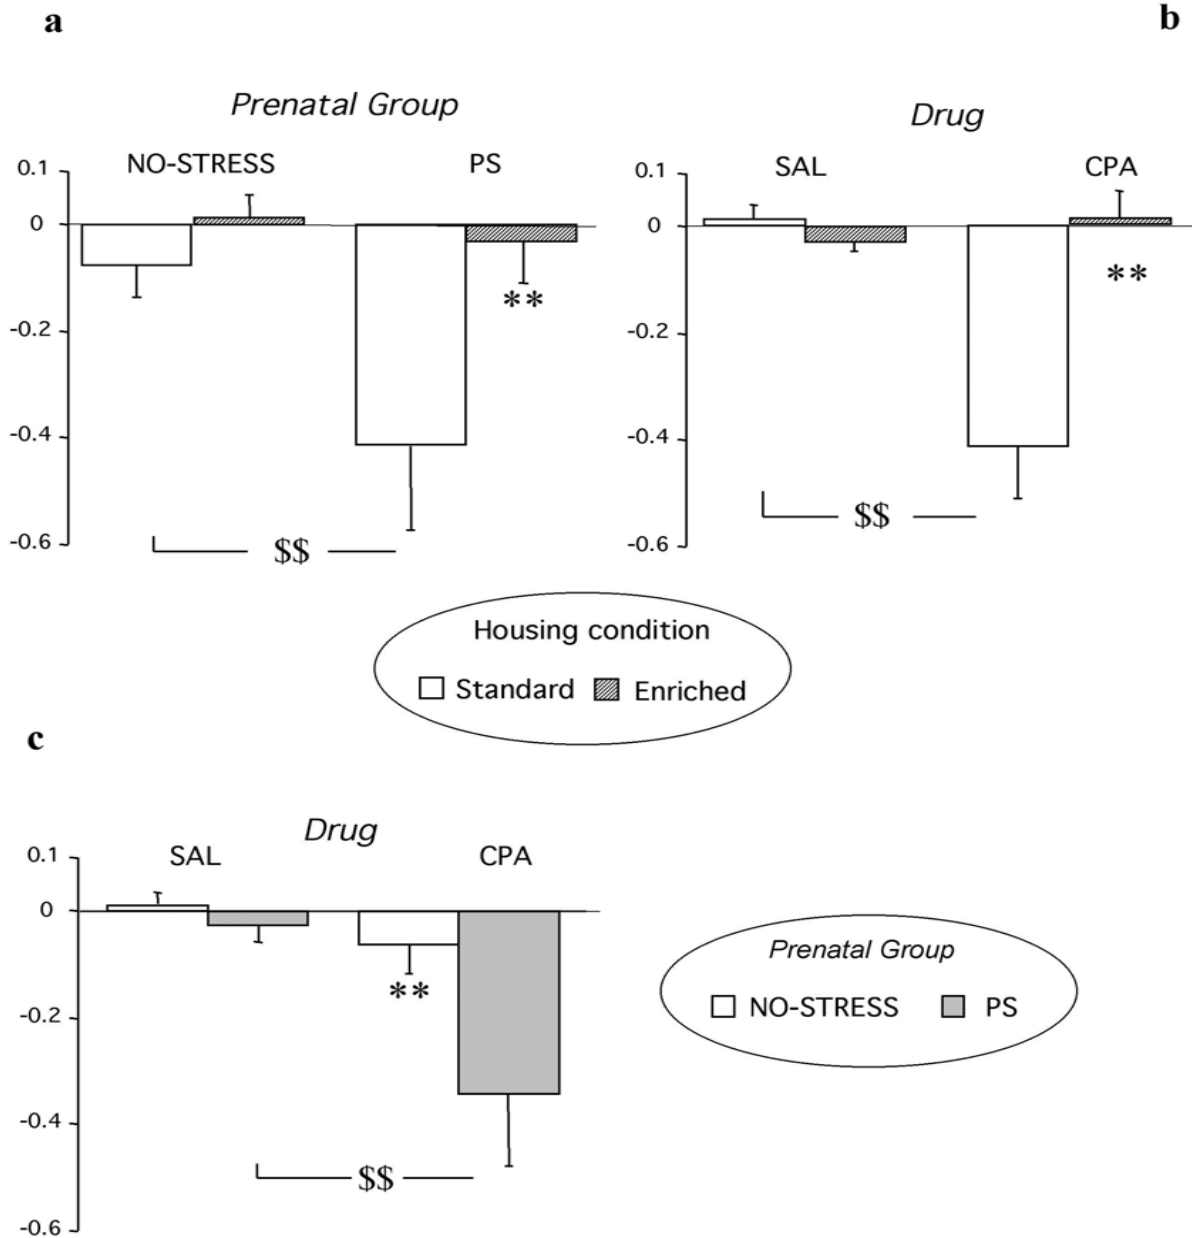 a
Prenatal Group
NO-STRESS PS
0.1
0
-0.2
-0.4
-0.6
**
$$
b
Drug
SAL CPA
0.1
0
-0.2
-0.4
-0.6
**
$$
Housing condition
Standard Enriched
c
Drug
SAL CPA
0.1
0
-0.2
-0.4
-0.6
**
$$
Prenatal Group
NO-STRESS PS